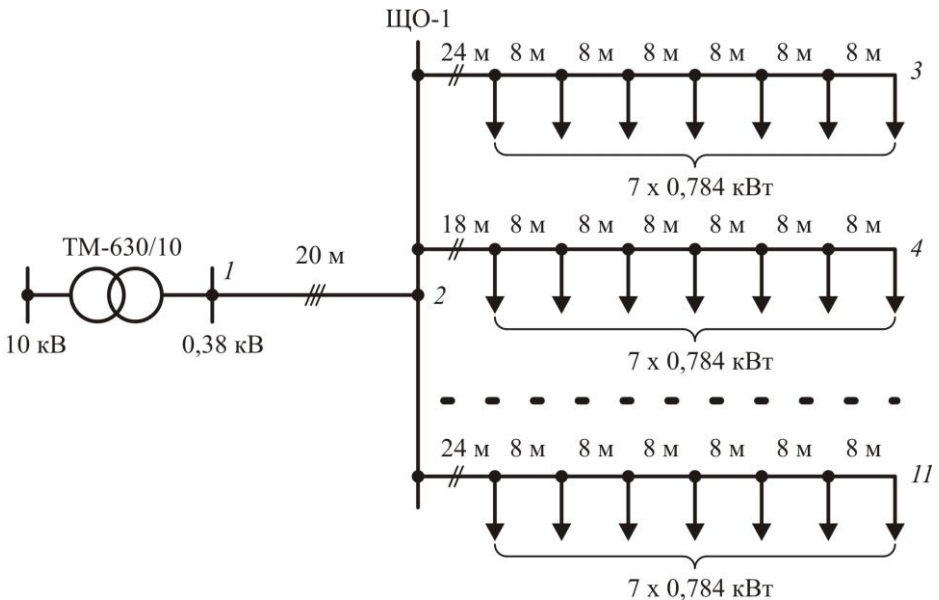 ЩО-1
24 м 8 м 8 м 8 м 8 м 8 м 8 м 3
7 x 0,784 кВт
18 м 8 м 8 м 8 м 8 м 8 м 8 м 4
ТМ-630/10 1 20 м
2
10 кВ 0,38 кВ
7 x 0,784 кВт
24 м 8 м 8 м 8 м 8 м 8 м 8 м 11
7 x 0,784 кВт